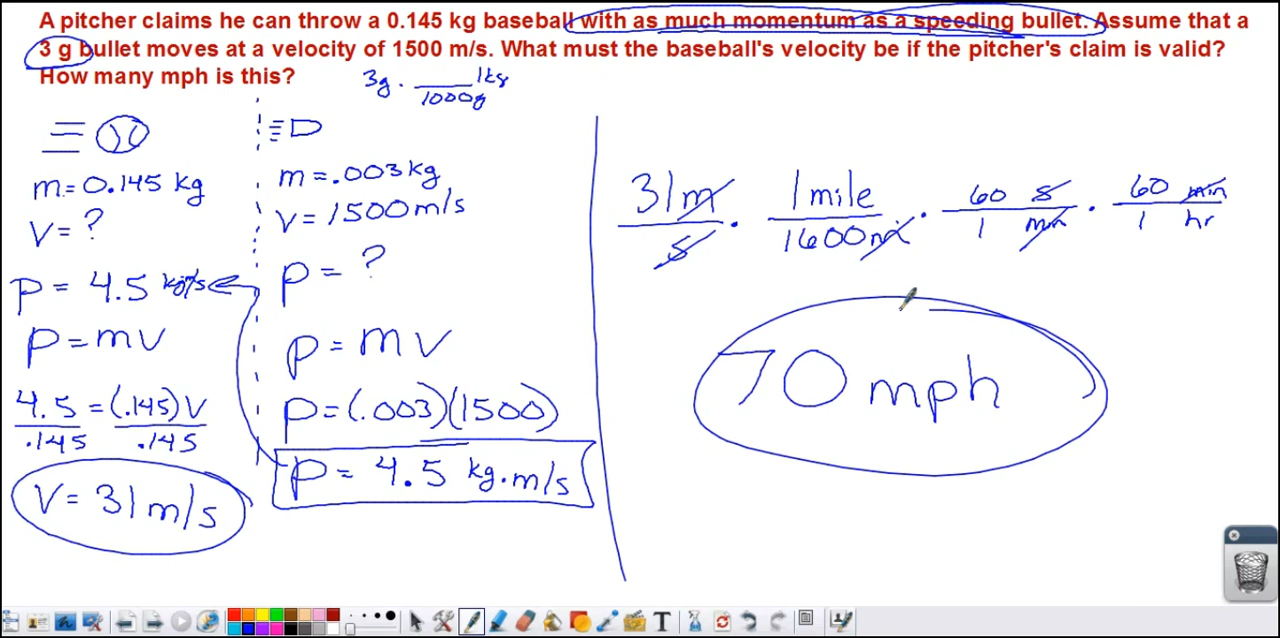 A pitcher claims he can throw a 0.145 kg baseball with as much momentum as a speeding bullet. Assume that a
3 g bullet moves at a velocity of 1500 m/s. What must the baseball's velocity be if the pitcher's claim is valid?
How many mph is this?
3g · 1kg
1000g
m = 0.145 kg
V = ?
p = 4.5 kg·m/s
p = mV
4.5 = (.145)V
.145 .145
V = 31 m/s
m = .003 kg
V = 1500 m/s
p = ?
p = mV
p = (.003)(1500)
p = 4.5 kg·m/s
31m · 1 mile · 60 s · 60 min
s 1600m 1 min 1 hr
70 mph
T